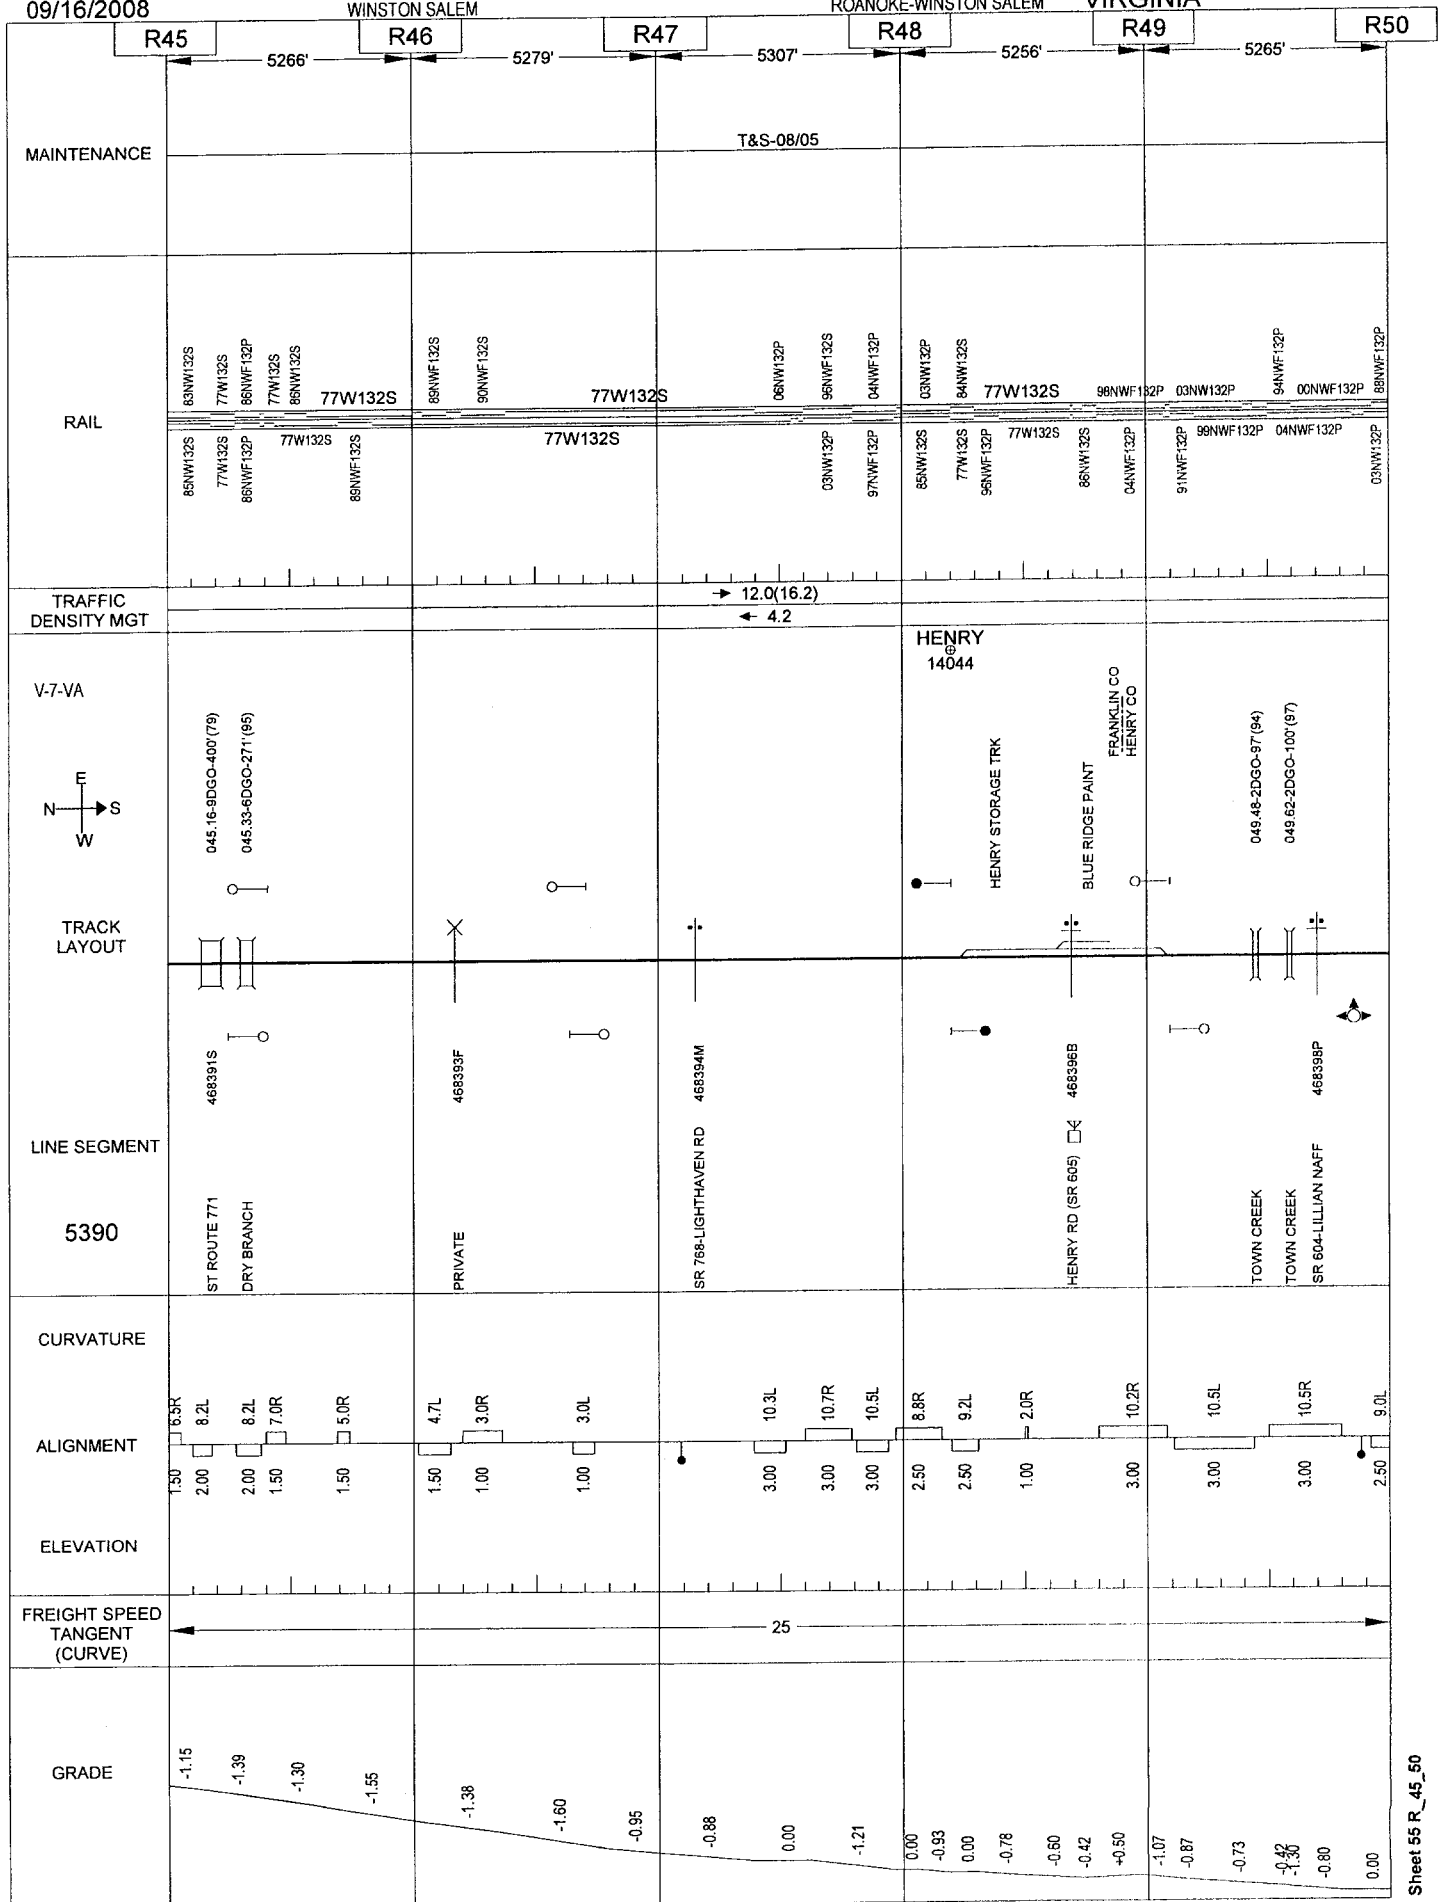 09/16/2008 WINSTON SALEM ROANOKE-WINSTON SALEM VIRGINIA
R45 R46 R47 R48 R49 R50
5266' 5279' 5307' 5256' 5265'
MAINTENANCE
T&S-08/05
RAIL
83NW132S 77W132S 86NWF132P 77W132S 86NW132S 77W132S 89NWF132S 90NWF132S 77W132S 06NW132P 96NWF132S 04NWF132P 03NW132P 84NW132S 77W132S 98NWF132P 03NW132P 94NWF132P 00NWF132P 88NWF132P
85NW132S 77W132S 86NWF132P 77W132S 89NWF132S 77W132S 03NW132P 97NWF132P 85NW132S 77W132S 96NWF132P 77W132S 86NW132S 04NWF132P 91NWF132P 99NWF132P 04NWF132P 03NW132P
TRAFFIC
DENSITY MGT
12.0(16.2)
4.2
V-7-VA
HENRY
14044
E
N S
W
045.16-9DGO-400'(79)
045.33-6DGO-271'(95)
HENRY STORAGE TRK
BLUE RIDGE PAINT
FRANKLIN CO
HENRY CO
049.48-2DGO-97'(94)
049.62-2DGO-100'(97)
TRACK
LAYOUT
LINE SEGMENT
5390
ST ROUTE 771 468391S
DRY BRANCH
PRIVATE 468393F
SR 768-LIGHTHAVEN RD 468394M
HENRY RD (SR 605) 468396B
TOWN CREEK
TOWN CREEK
SR 604-LILLIAN NAFF 468398P
CURVATURE
6.5R 8.2L 8.2L 7.0R 5.0R 4.7L 3.0R 3.0L 10.3L 10.7R 10.5L 8.8R 9.2L 2.0R 10.2R 10.5L 10.5R 9.0L
ALIGNMENT
1.50 2.00 2.00 1.50 1.50 1.50 1.00 1.00 3.00 3.00 3.00 2.50 2.50 1.00 3.00 3.00 3.00 2.50
ELEVATION
FREIGHT SPEED
TANGENT
(CURVE)
25
GRADE
-1.15 -1.39 -1.30 -1.55 -1.38 -1.60 -0.95 -0.88 0.00 -1.21 0.00 -0.93 0.00 -0.78 -0.60 -0.42 +0.50 -1.07 -0.87 -0.73 -0.42 -1.30 -0.80 0.00
Sheet 55 R_45_50